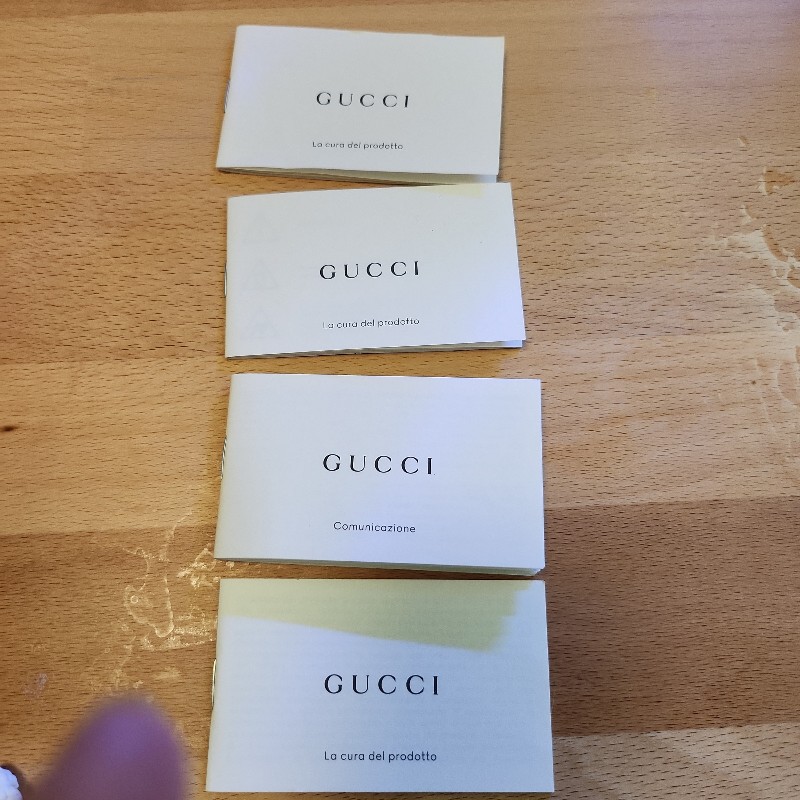 GUCCI
La cura del prodotto
GUCCI
La cura del prodotto
GUCCI
Comunicazione
GUCCI
La cura del prodotto